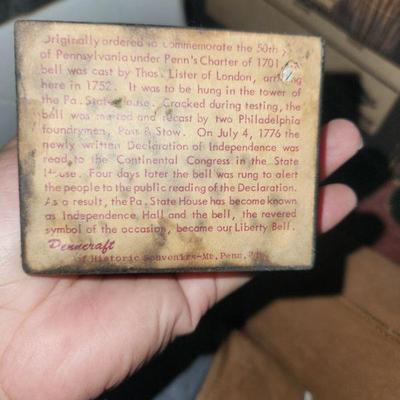 Originally ordered to commemorate the 50th
of Pennsylvania under Penn's Charter of 1701,
bell was cast by Thos. Lister of London, arriving
here in 1752. It was to be hung in the tower of
the Pa. State House. Cracked during testing, the
bell was melted and recast by two Philadelphia
foundrymen, Pass & Stow. On July 4, 1776 the
newly written Declaration of Independence was
read to the Continental Congress in the State
House. Four days later the bell was rung to alert
the people to the public reading of the Declaration.
As a result, the Pa. State House has become known
as Independence Hall and the bell, the revered
symbol of the occasion, became our Liberty Bell.
Penncraft
of Historic Souvenirs—Mt. Penn,